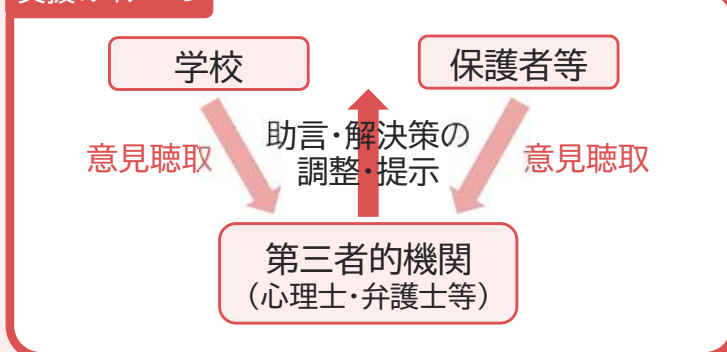 学校
保護者等
意見聴取
助言・解決策の
調整・提示
意見聴取
第三者的機関
（心理士・弁護士等）